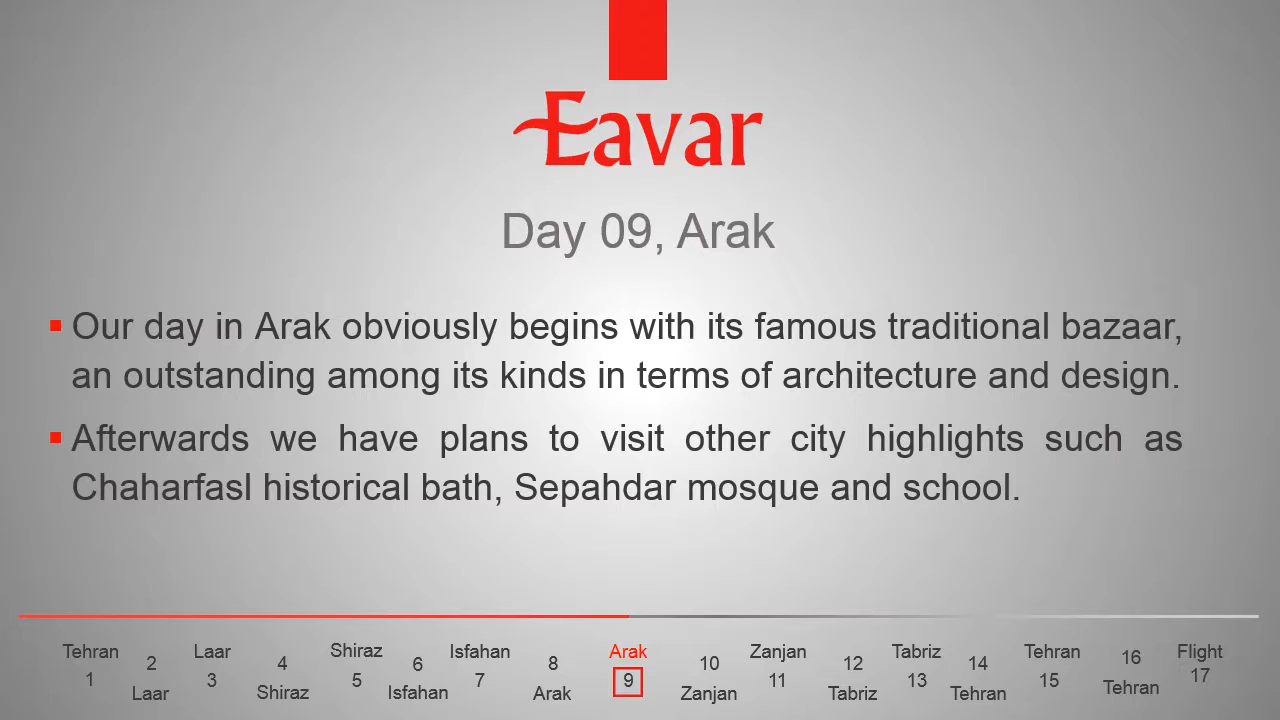 Eavar
Day 09, Arak
Our day in Arak obviously begins with its famous traditional bazaar,
an outstanding among its kinds in terms of architecture and design.
Afterwards we have plans to visit other city highlights such as
Chaharfasl historical bath, Sepahdar mosque and school.
Tehran
1
2
Laar
Laar
3
4
Shiraz
Shiraz
5
6
Isfahan
Isfahan
7
8
Arak
Arak
9
10
Zanjan
Zanjan
11
12
Tabriz
Tabriz
13
14
Tehran
Tehran
15
16
Tehran
Flight
17